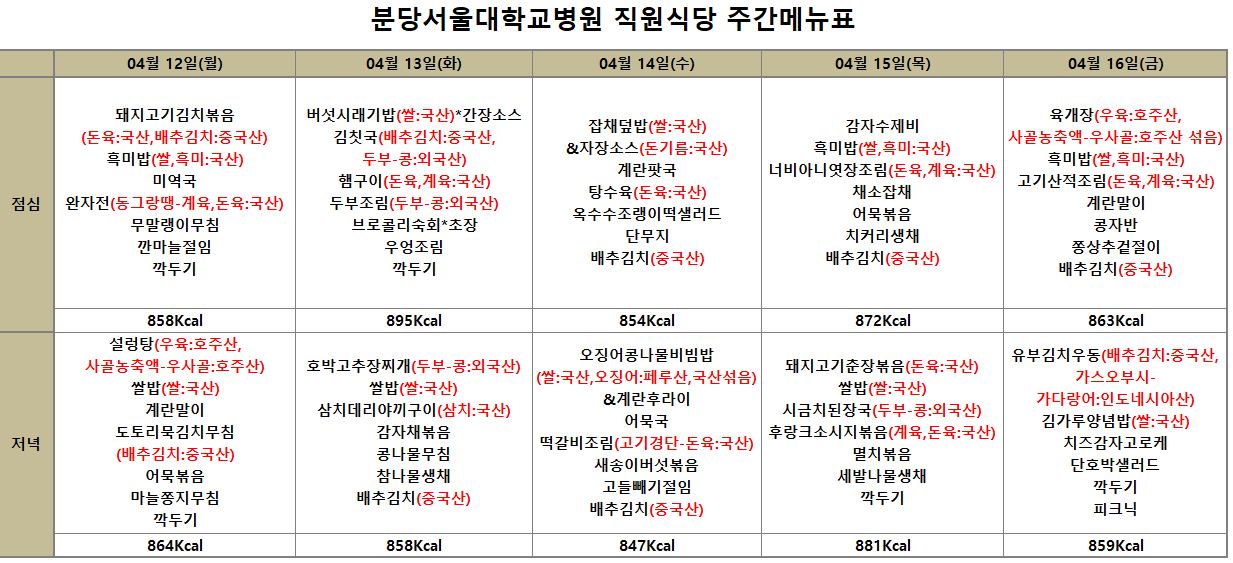 분당서울대학교병원 직원식당 주간메뉴표
04월 12일(월)
04월 13일(화)
04월 14일(수)
04월 15일(목)
04월 16일(금)
점심
돼지고기김치볶음
(돈육:국산,배추김치:중국산)
흑미밥(쌀,흑미:국산)
미역국
완자전(동그랑땡-계육,돈육:국산)
무말랭이무침
깐마늘절임
깍두기
버섯시래기밥(쌀:국산)*간장소스
김칫국(배추김치:중국산,
두부-콩:외국산)
햄구이(돈육,계육:국산)
두부조림(두부-콩:외국산)
브로콜리숙회*초장
우엉조림
깍두기
잡채덮밥(쌀:국산)
&자장소스(돈기름:국산)
계란팟국
탕수육(돈육:국산)
옥수수조랭이떡샐러드
단무지
배추김치(중국산)
감자수제비
흑미밥(쌀,흑미:국산)
너비아니엿장조림(돈육,계육:국산)
채소잡채
어묵볶음
치커리생채
배추김치(중국산)
육개장(우육:호주산,
사골농축액-우사골:호주산 섞음)
흑미밥(쌀,흑미:국산)
고기산적조림(돈육,계육:국산)
계란말이
콩자반
쫑상추겉절이
배추김치(중국산)
858Kcal
895Kcal
854Kcal
872Kcal
863Kcal
저녁
설렁탕(우육:호주산,
사골농축액-우사골:호주산)
쌀밥(쌀:국산)
계란말이
도토리묵김치무침
(배추김치:중국산)
어묵볶음
마늘쫑지무침
깍두기
호박고추장찌개(두부-콩:외국산)
쌀밥(쌀:국산)
삼치데리야끼구이(삼치:국산)
감자채볶음
콩나물무침
참나물생채
배추김치(중국산)
오징어콩나물비빔밥
(쌀:국산,오징어:페루산,국산섞음)
&계란후라이
어묵국
떡갈비조림(고기경단-돈육:국산)
새송이버섯볶음
고들빼기절임
배추김치(중국산)
돼지고기춘장볶음(돈육:국산)
쌀밥(쌀:국산)
시금치된장국(두부-콩:외국산)
후랑크소시지볶음(계육,돈육:국산)
멸치볶음
세발나물생채
깍두기
유부김치우동(배추김치:중국산,
가스오부시-
가다랑어:인도네시아산)
김가루양념밥(쌀:국산)
치즈감자고로케
단호박샐러드
깍두기
피크닉
864Kcal
858Kcal
847Kcal
881Kcal
859Kcal